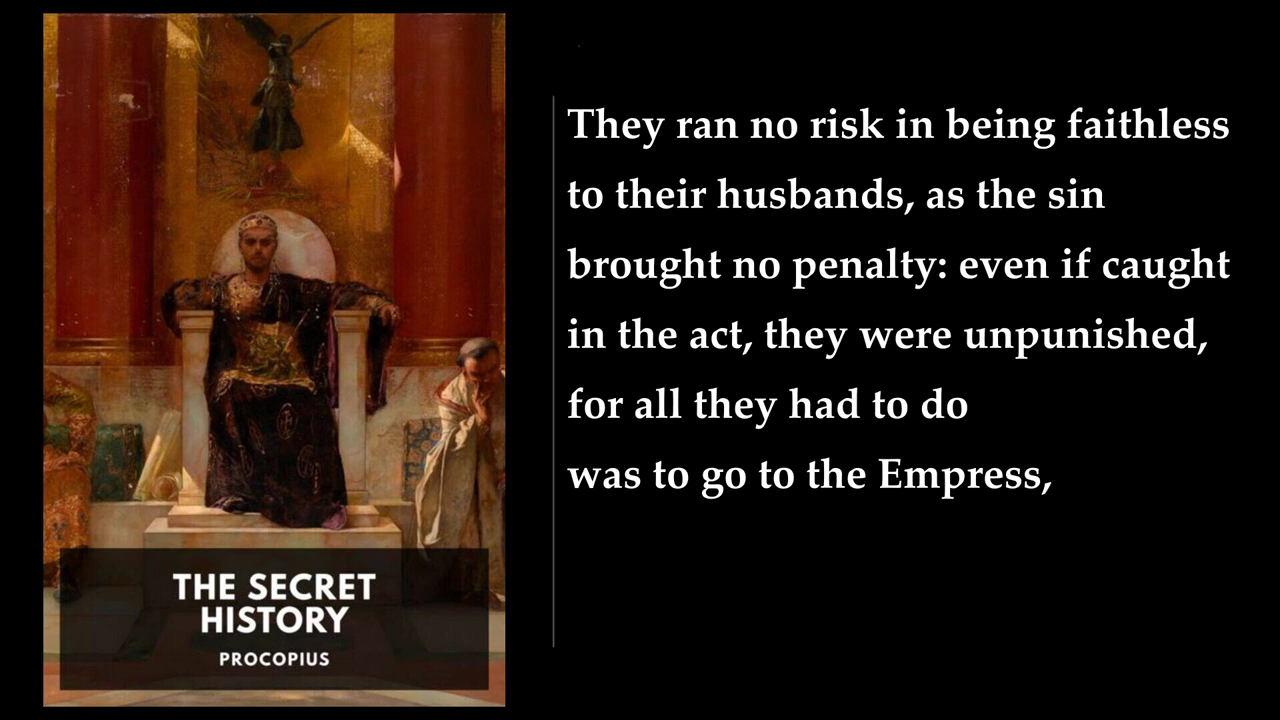 THE SECRET
HISTORY
PROCOPIUS
They ran no risk in being faithless
to their husbands, as the sin
brought no penalty: even if caught
in the act, they were unpunished,
for all they had to do
was to go to the Empress,